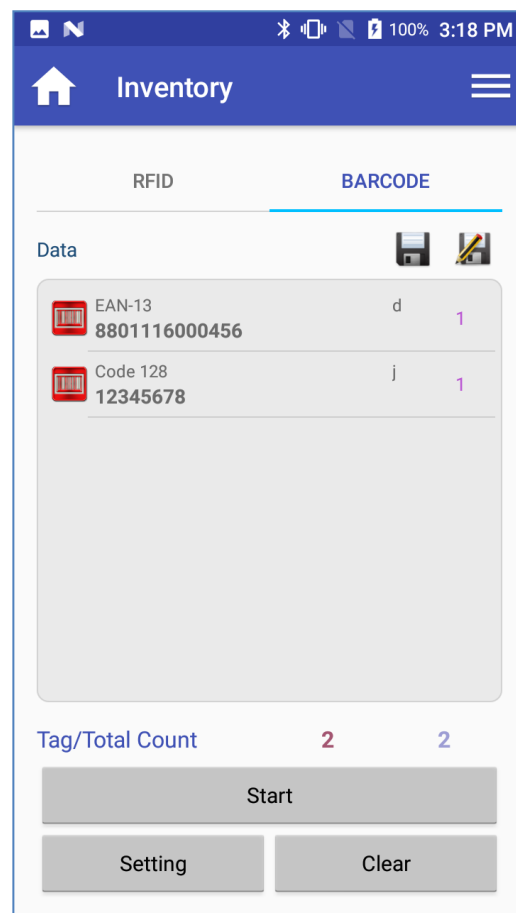 100% 3:18 PM
Inventory
RFID BARCODE
Data
EAN-13 d
8801116000456 1
Code 128 j
12345678 1
Tag/Total Count 2 2
Start
Setting Clear